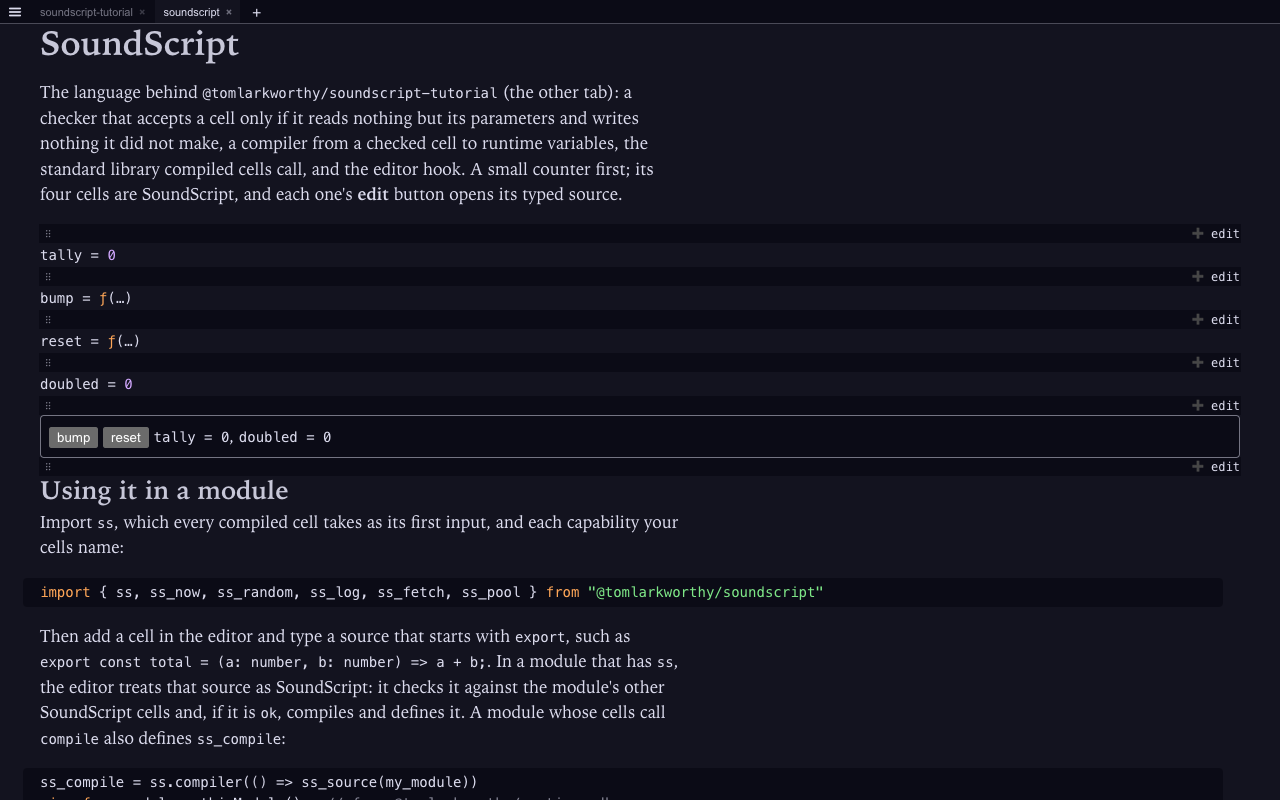 soundscript-tutorial × soundscript × +
SoundScript
The language behind @tomlarkworthy/soundscript-tutorial (the other tab): a
checker that accepts a cell only if it reads nothing but its parameters and writes
nothing it did not make, a compiler from a checked cell to runtime variables, the
standard library compiled cells call, and the editor hook. A small counter first; its
four cells are SoundScript, and each one's edit button opens its typed source.
+ edit
tally = 0
+ edit
bump = ƒ(…)
+ edit
reset = ƒ(…)
+ edit
doubled = 0
+ edit
bump reset tally = 0, doubled = 0
+ edit
Using it in a module
Import ss, which every compiled cell takes as its first input, and each capability your
cells name:
import { ss, ss_now, ss_random, ss_log, ss_fetch, ss_pool } from "@tomlarkworthy/soundscript"
Then add a cell in the editor and type a source that starts with export, such as
export const total = (a: number, b: number) => a + b;. In a module that has ss,
the editor treats that source as SoundScript: it checks it against the module's other
SoundScript cells and, if it is ok, compiles and defines it. A module whose cells call
compile also defines ss_compile:
ss_compile = ss.compiler(() => ss_source(my_module))